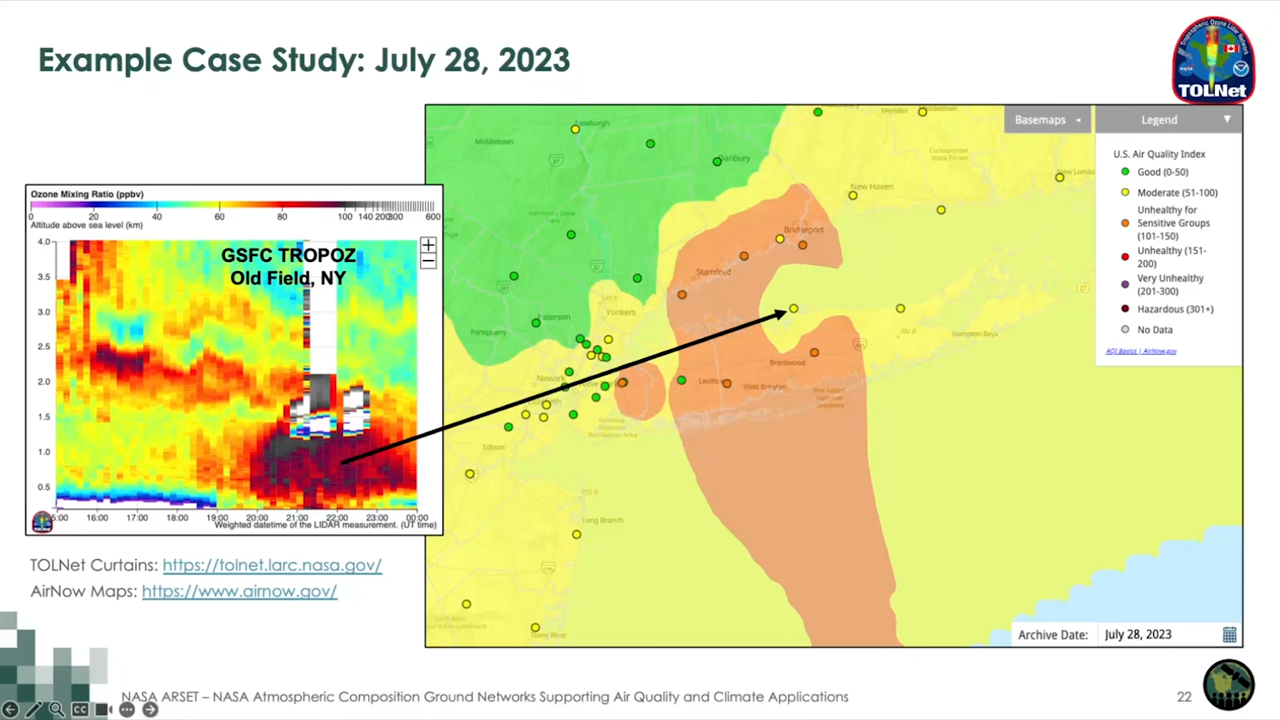 Example Case Study: July 28, 2023
TOLNet
Ozone Mixing Ratio (ppbv)
0 20 40 60 80 100 140 200 300 600
Altitude above sea level (km)
GSFC TROPOZ
Old Field, NY
4.0
3.5
3.0
2.5
2.0
1.5
1.0
0.5
16:00 17:00 18:00 19:00 20:00 21:00 22:00 23:00 00:00
Weighted datetime of the LIDAR measurement. (UT time)
+
−
Basemaps
Legend
U.S. Air Quality Index
Good (0-50)
Moderate (51-100)
Unhealthy for
Sensitive Groups
(101-150)
Unhealthy (151-
200)
Very Unhealthy
(201-300)
Hazardous (301+)
No Data
AQI Basics | AirNow.gov
Newburgh
Middletown
Danbury
Meriden
New London
New Haven
Bridgeport
Stamford
Yonkers
Paterson
Parsippany
Hampton Bays
Brentwood
Newark
West Babylon
Edison
Long Branch
Toms River
Archive Date: July 28, 2023
TOLNet Curtains: https://tolnet.larc.nasa.gov/
AirNow Maps: https://www.airnow.gov/
NASA ARSET – NASA Atmospheric Composition Ground Networks Supporting Air Quality and Climate Applications
22
CC